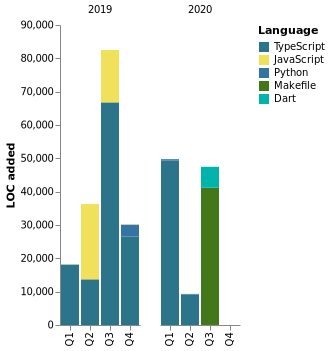 2019
2020
90,000
80,000
70,000
60,000
50,000
40,000
30,000
20,000
10,000
0
LOC added
Q1
Q2
Q3
Q4
Q1
Q2
Q3
Q4
Language
TypeScript
JavaScript
Python
Makefile
Dart